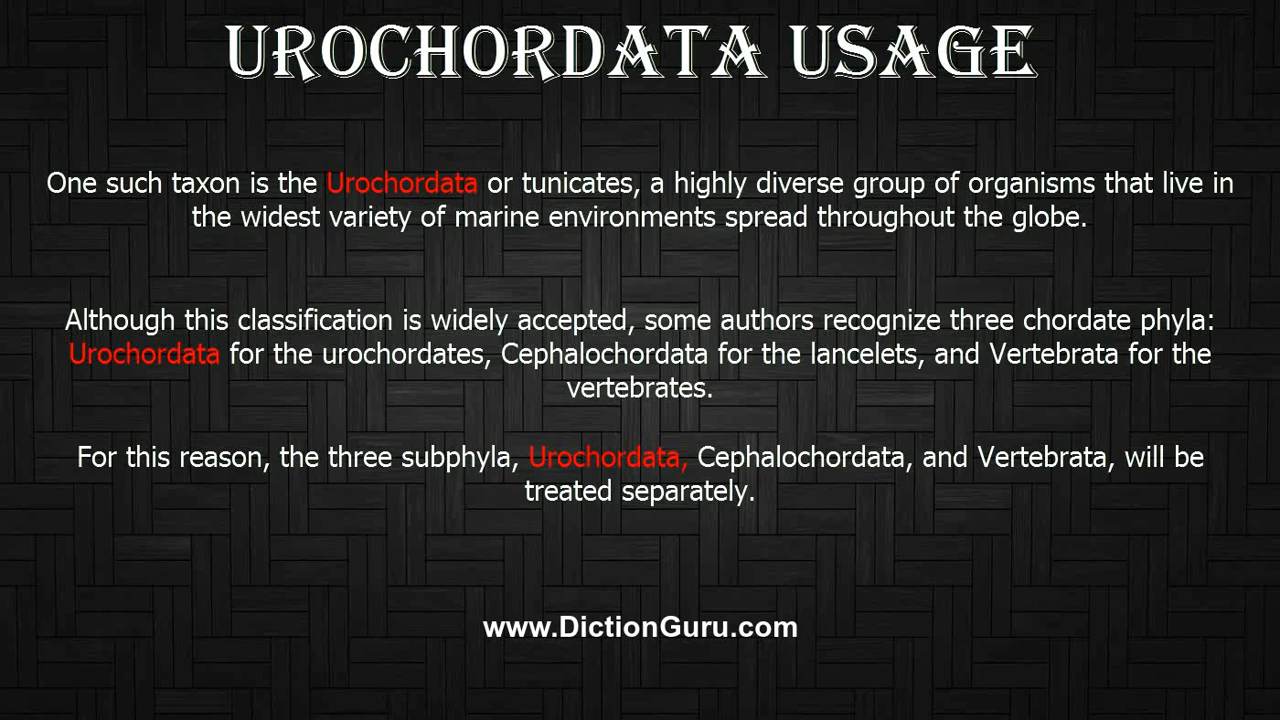 UROCHORDATA USAGE
One such taxon is the Urochordata or tunicates, a highly diverse group of organisms that live in
the widest variety of marine environments spread throughout the globe.
Although this classification is widely accepted, some authors recognize three chordate phyla:
Urochordata for the urochordates, Cephalochordata for the lancelets, and Vertebrata for the
vertebrates.
For this reason, the three subphyla, Urochordata, Cephalochordata, and Vertebrata, will be
treated separately.
www.DictionGuru.com